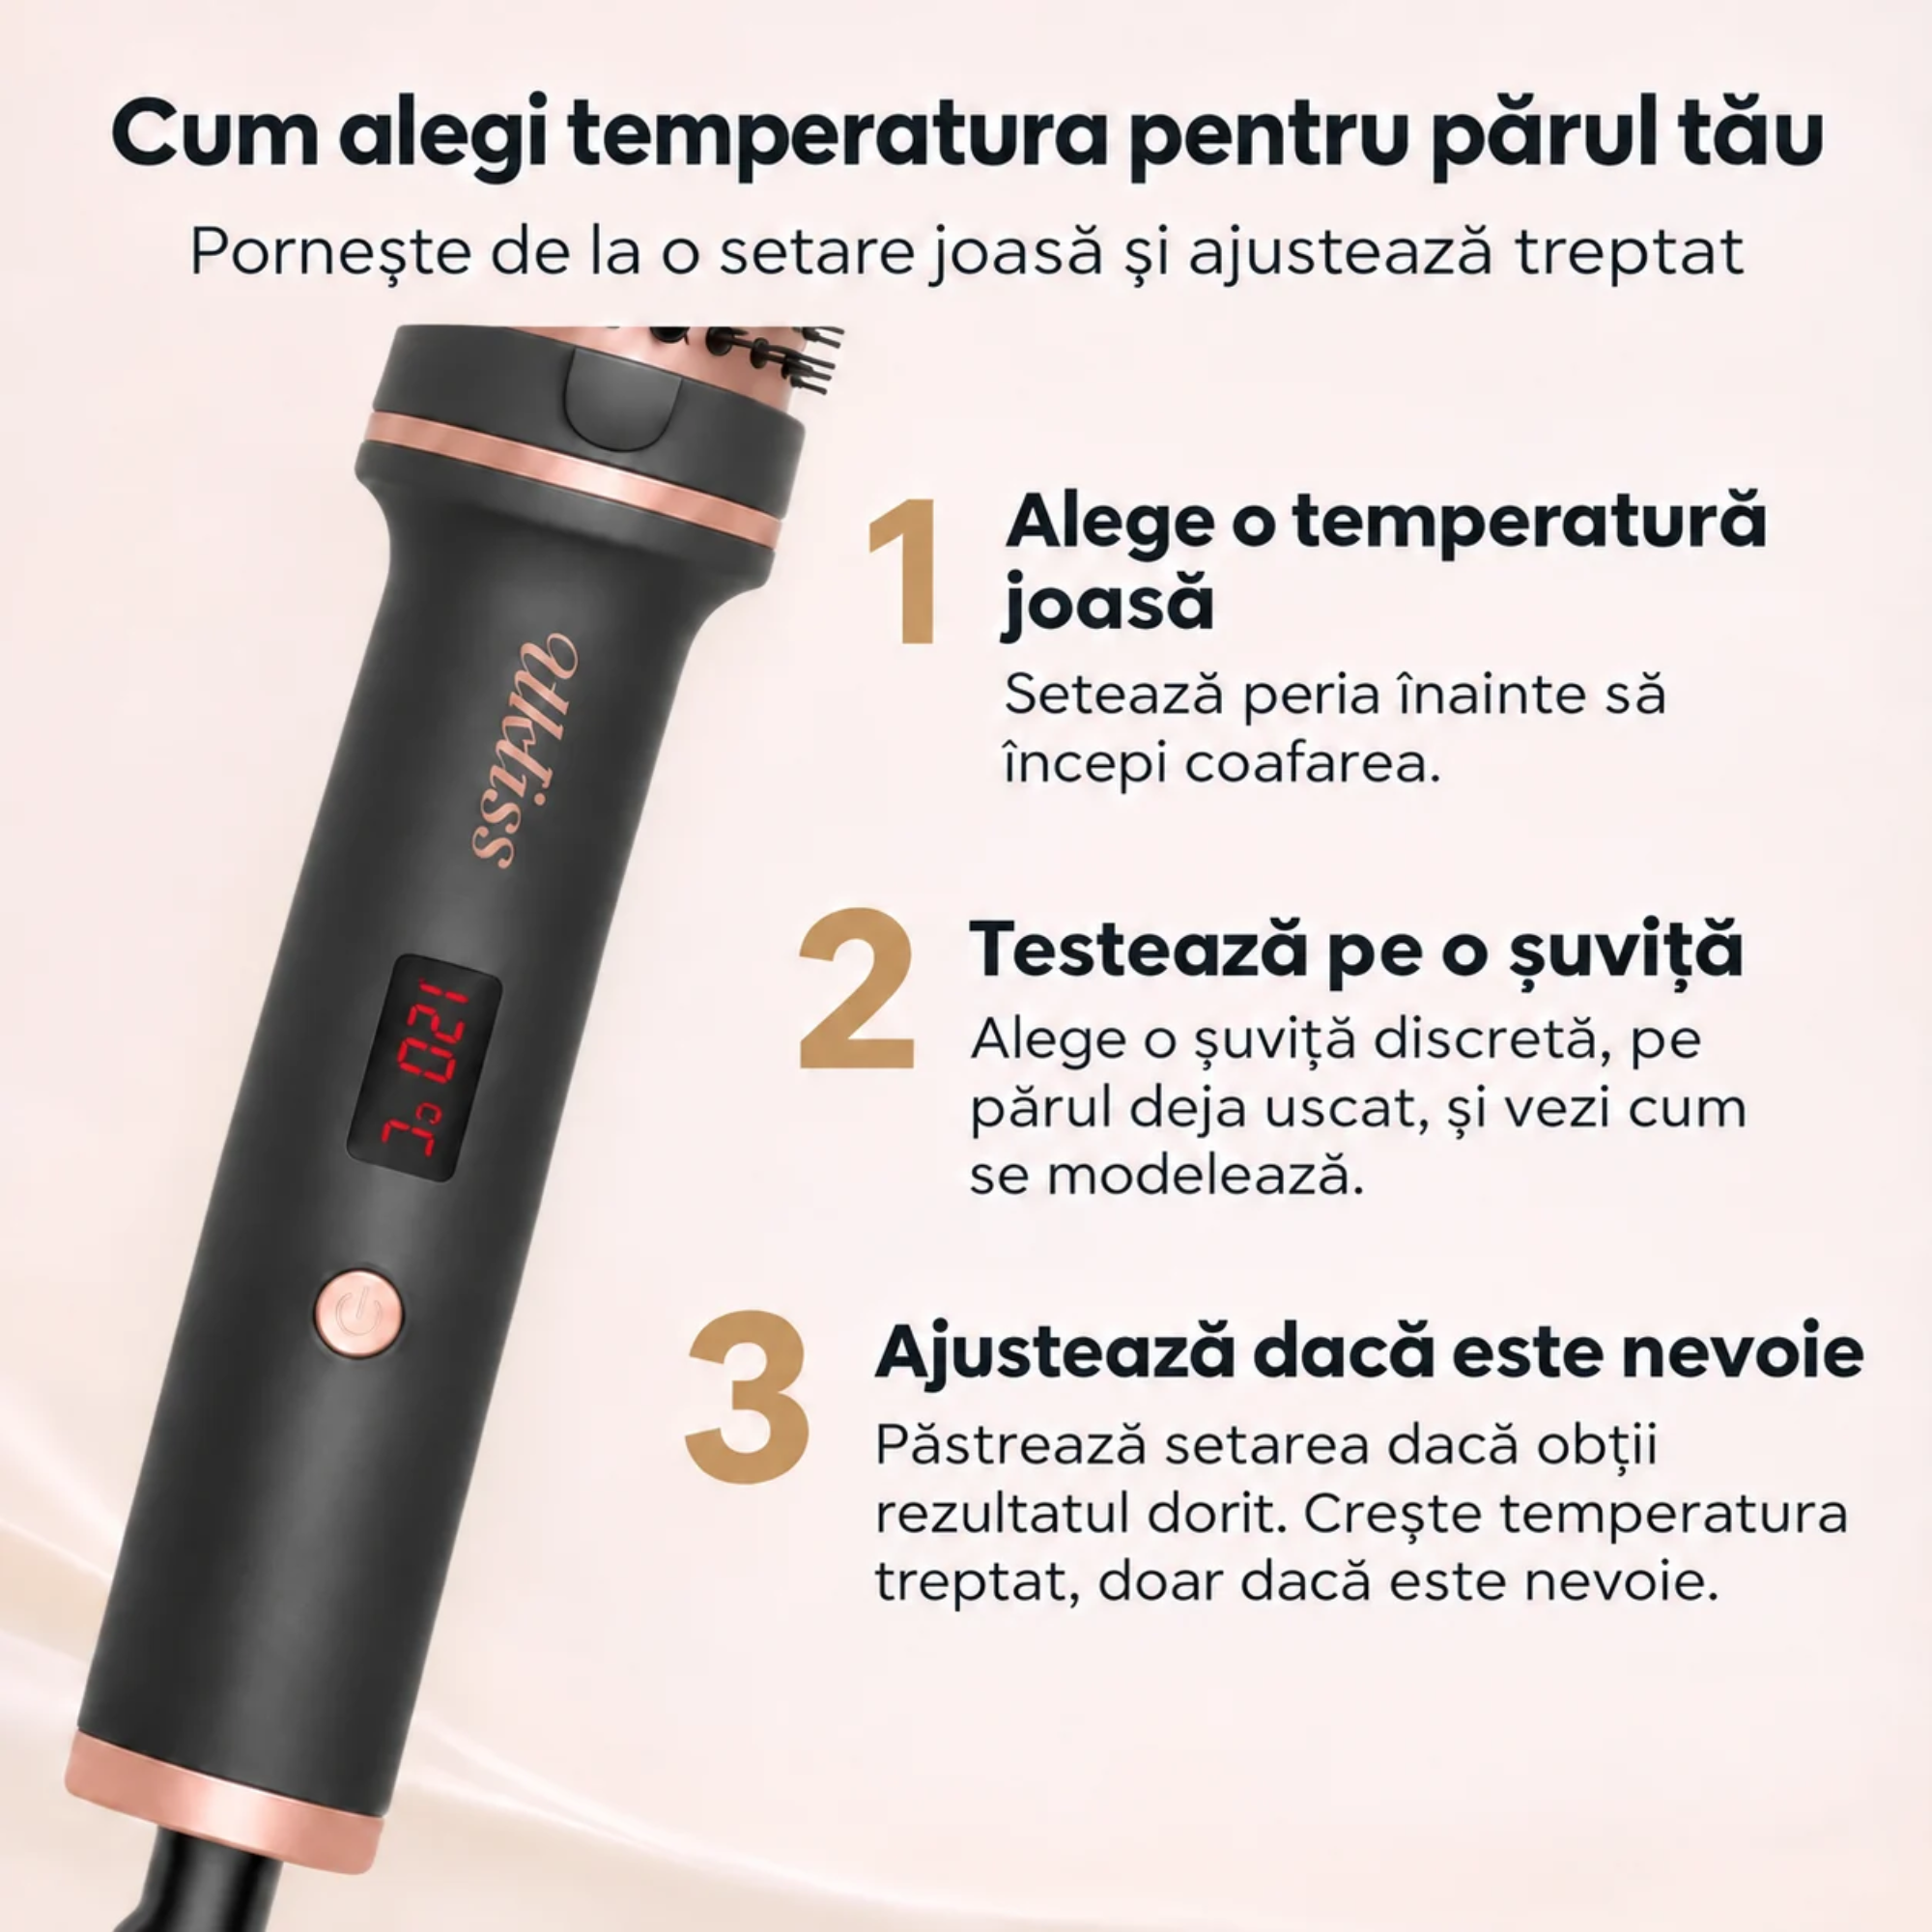 Cum alegi temperatura pentru părul tău
Pornește de la o setare joasă și ajustează treptat
1
Alege o temperatură
joasă
Setează peria înainte să
începi coafarea.
Ukliss
120 °C
2
Testează pe o șuviță
Alege o șuviță discretă, pe
părul deja uscat, și vezi cum
se modelează.
3
Ajustează dacă este nevoie
Păstrează setarea dacă obții
rezultatul dorit. Crește temperatura
treptat, doar dacă este nevoie.